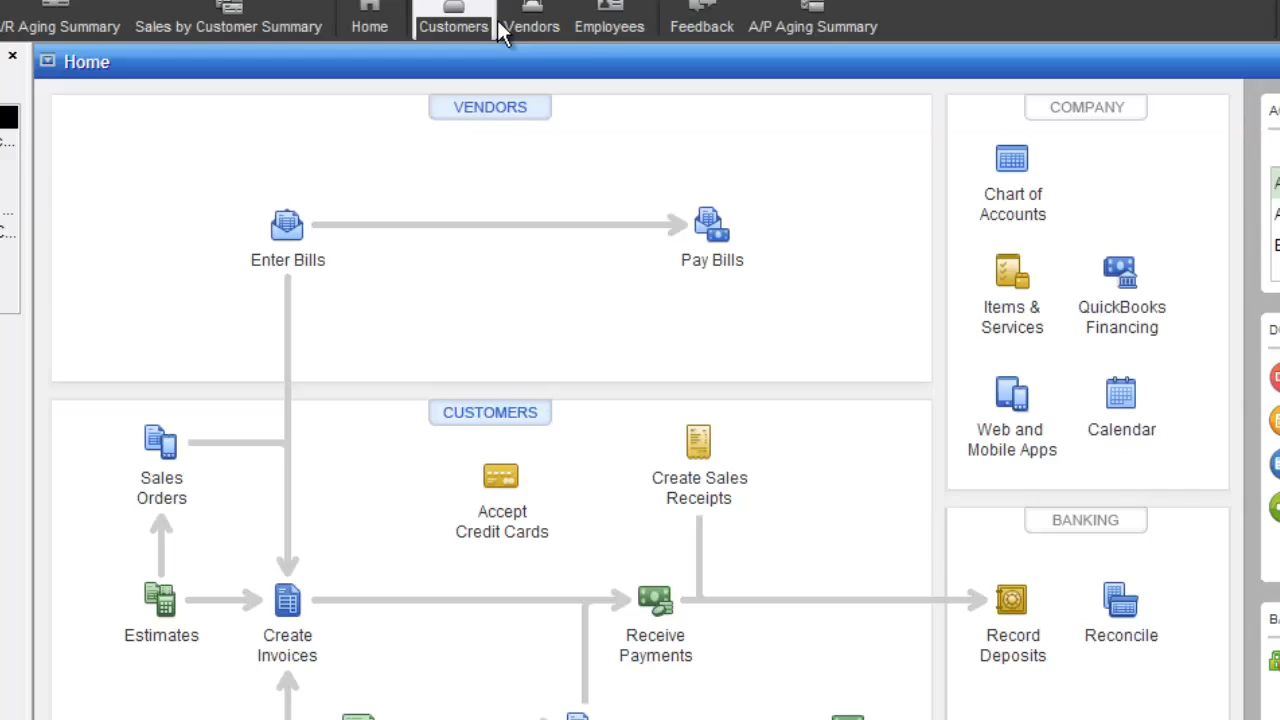 /R Aging Summary Sales by Customer Summary Home Customers Vendors Employees Feedback A/P Aging Summary
Home
VENDORS
COMPANY
Chart of
Accounts
Enter Bills
Pay Bills
Items &
Services
QuickBooks
Financing
CUSTOMERS
Web and
Mobile Apps
Calendar
Sales
Orders
Accept
Credit Cards
Create Sales
Receipts
BANKING
Estimates
Create
Invoices
Receive
Payments
Record
Deposits
Reconcile